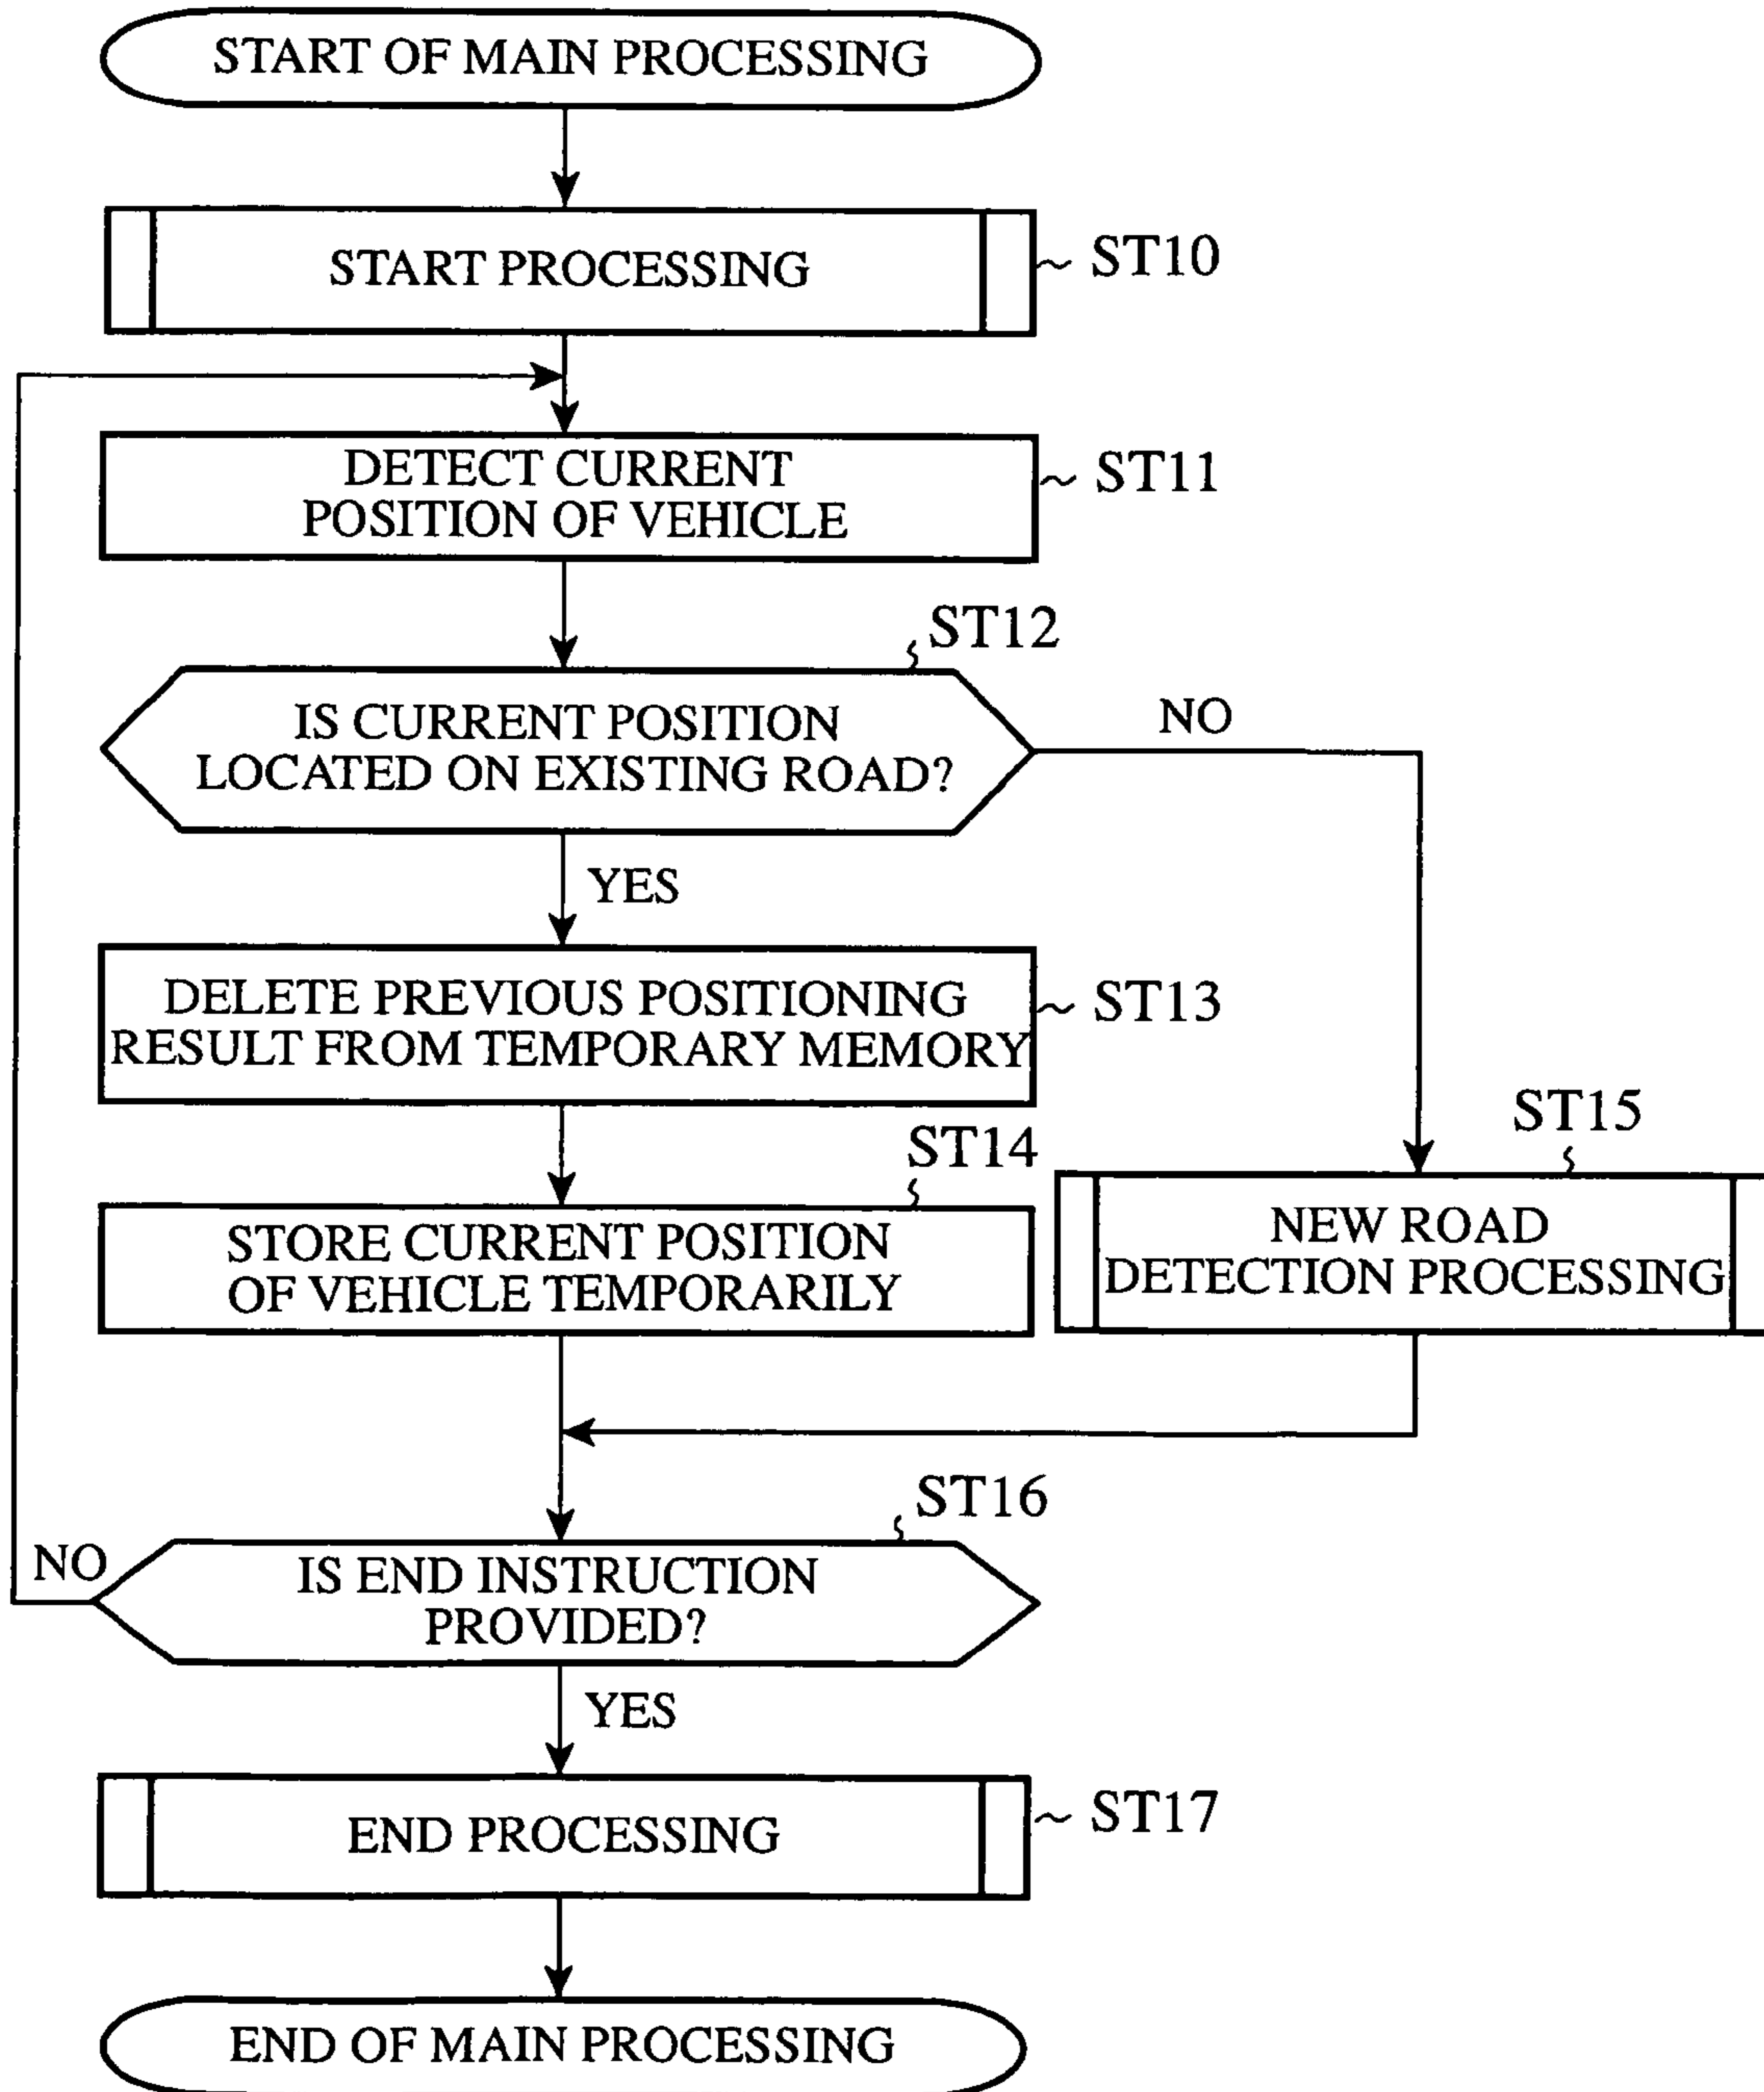 START OF MAIN PROCESSING
START PROCESSING
ST10
DETECT CURRENT
POSITION OF VEHICLE
ST11
ST12
IS CURRENT POSITION
LOCATED ON EXISTING ROAD?
NO
YES
DELETE PREVIOUS POSITIONING
RESULT FROM TEMPORARY MEMORY
ST13
ST14
STORE CURRENT POSITION
OF VEHICLE TEMPORARILY
ST15
NEW ROAD
DETECTION PROCESSING
ST16
IS END INSTRUCTION
PROVIDED?
NO
YES
END PROCESSING
ST17
END OF MAIN PROCESSING